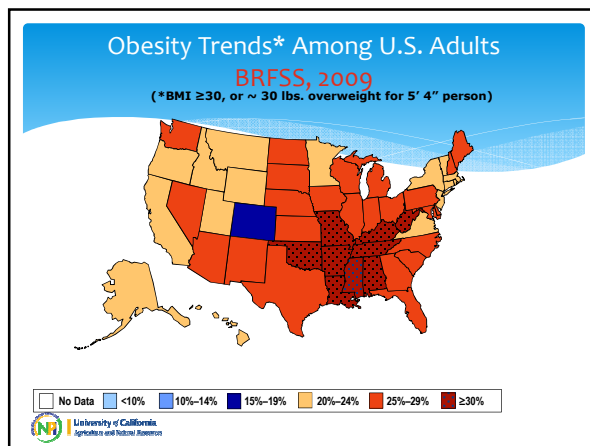 Obesity Trends* Among U.S. Adults
BRFSS, 2009
(*BMI ≥30, or ~ 30 lbs. overweight for 5’ 4” person)
No Data <10% 10%–14% 15%–19% 20%–24% 25%–29% ≥30%
University of California
Agriculture and Natural Resources